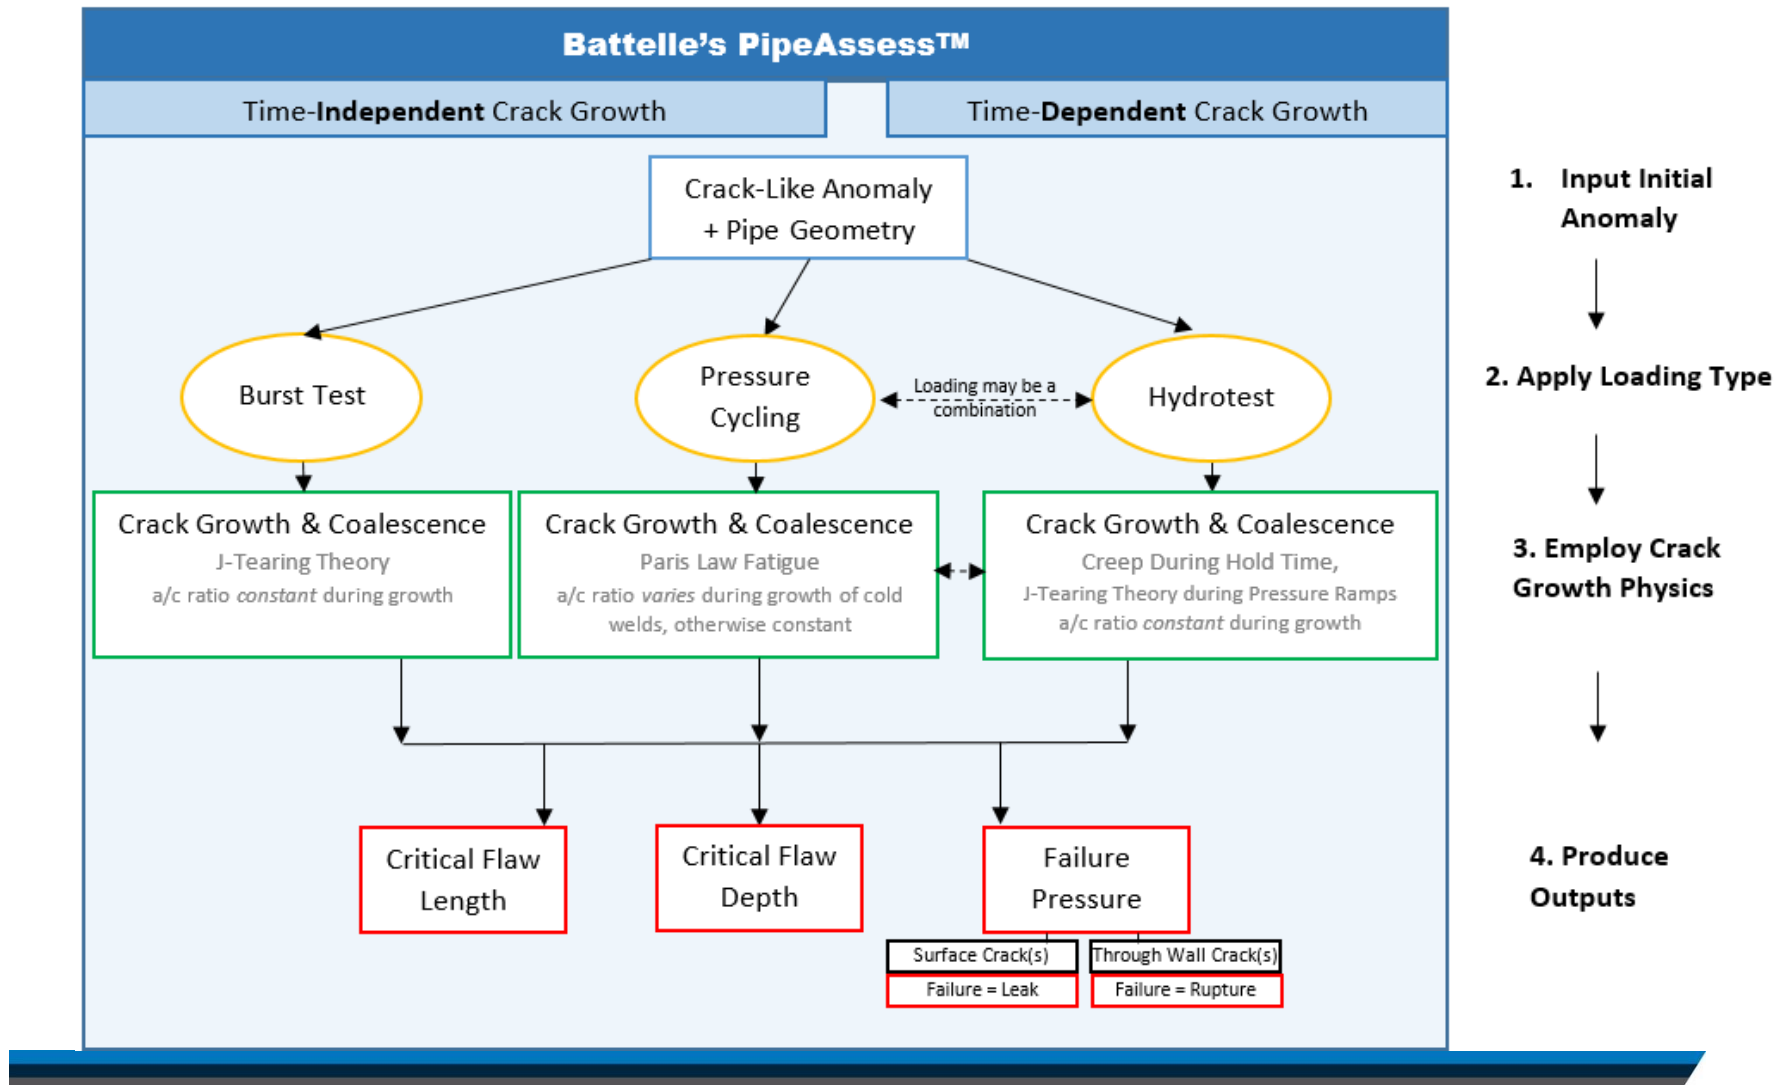 Battelle's PipeAssess™
Time-Independent Crack Growth
Time-Dependent Crack Growth
Crack-Like Anomaly
+ Pipe Geometry
Burst Test
Pressure
Cycling
Loading may be a
combination
Hydrotest
Crack Growth & Coalescence
J-Tearing Theory
a/c ratio constant during growth
Crack Growth & Coalescence
Paris Law Fatigue
a/c ratio varies during growth of cold
welds, otherwise constant
Crack Growth & Coalescence
Creep During Hold Time,
J-Tearing Theory during Pressure Ramps
a/c ratio constant during growth
Critical Flaw
Length
Critical Flaw
Depth
Failure
Pressure
Surface Crack(s)
Failure = Leak
Through Wall Crack(s)
Failure = Rupture
1. Input Initial
Anomaly
2. Apply Loading Type
3. Employ Crack
Growth Physics
4. Produce
Outputs